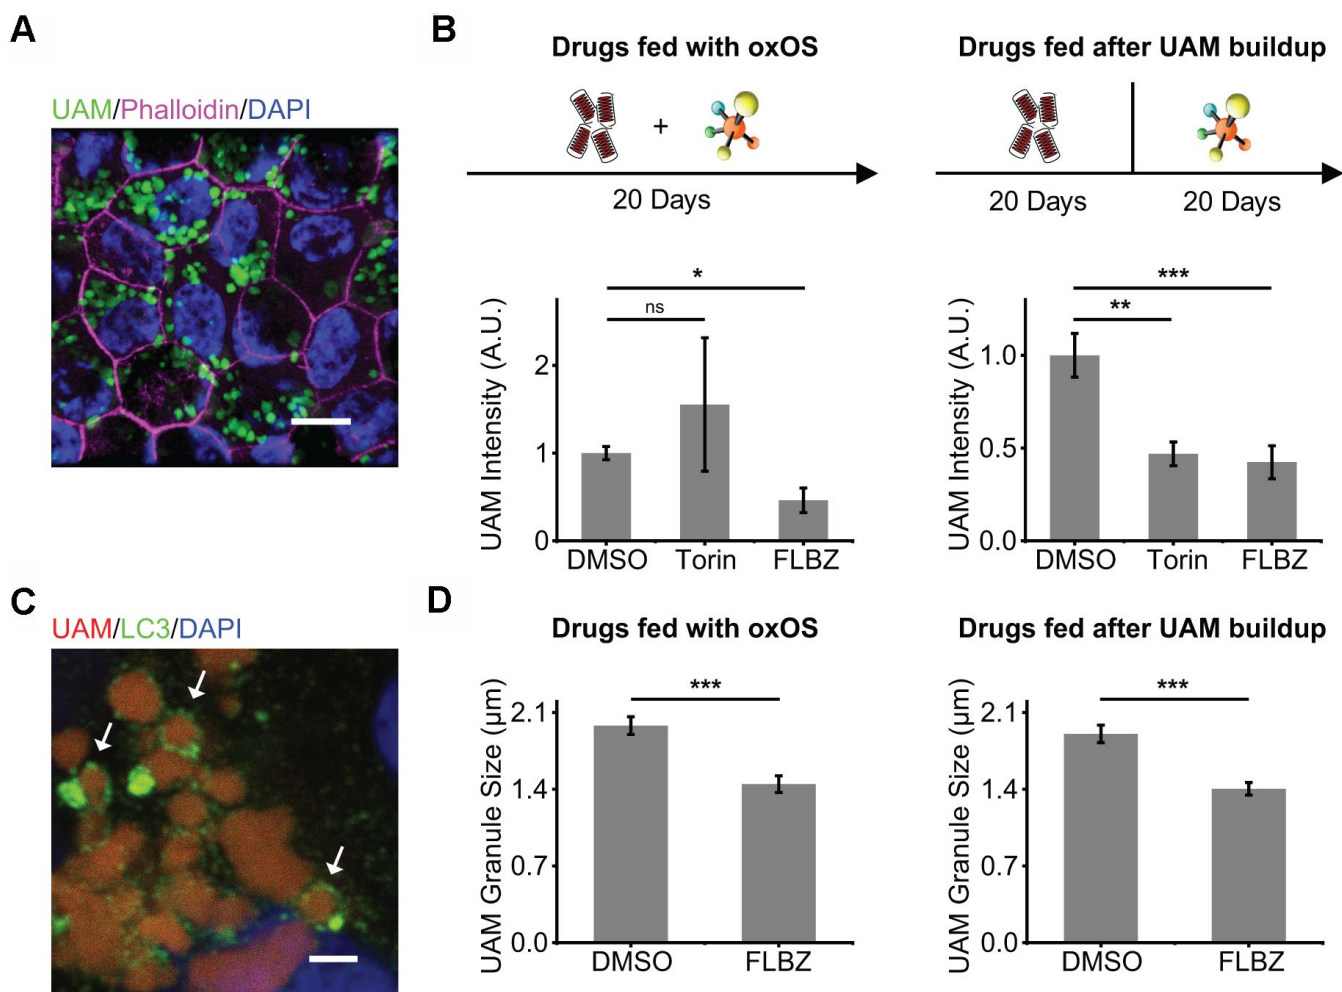 A
UAM/Phalloidin/DAPI
B
Drugs fed with oxOS
+
20 Days
Drugs fed after UAM buildup
20 Days
20 Days
UAM Intensity (A.U.)
2
1
0
*
ns
DMSO
Torin
FLBZ
UAM Intensity (A.U.)
1.0
0.5
0.0
***
**
DMSO
Torin
FLBZ
C
UAM/LC3/DAPI
D
Drugs fed with oxOS
UAM Granule Size (µm)
2.1
1.4
0.7
0.0
***
DMSO
FLBZ
Drugs fed after UAM buildup
UAM Granule Size (µm)
2.1
1.4
0.7
0.0
***
DMSO
FLBZ